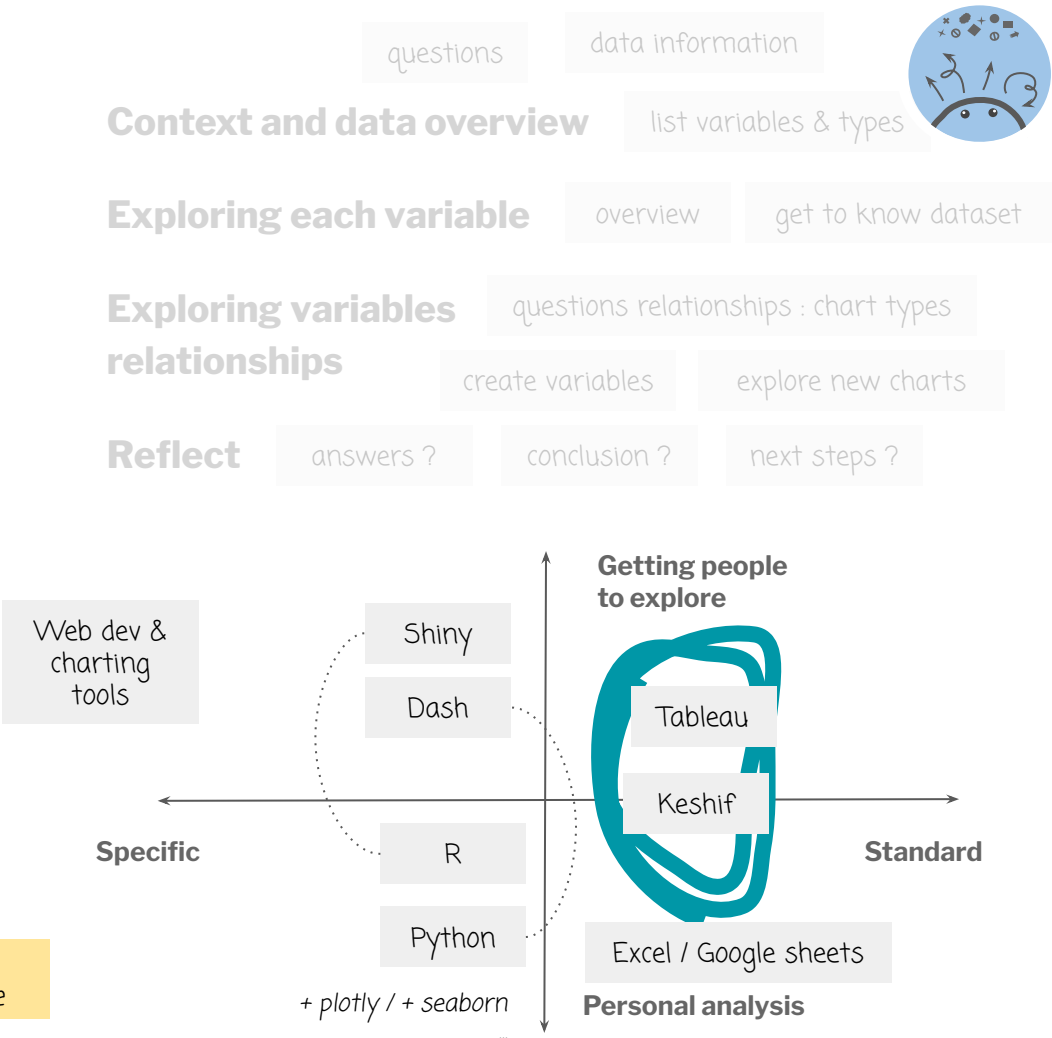 questions
data information
Context and data overview
list variables & types
Exploring each variable
overview
get to know dataset
Exploring variables
relationships
questions relationships : chart types
create variables
explore new charts
Reflect
answers ?
conclusion ?
next steps ?
Getting people
to explore
Web dev &
charting
tools
Shiny
Dash
Tableau
Keshif
Specific
Standard
R
Python
Excel / Google sheets
+ plotly / + seaborn
Personal analysis